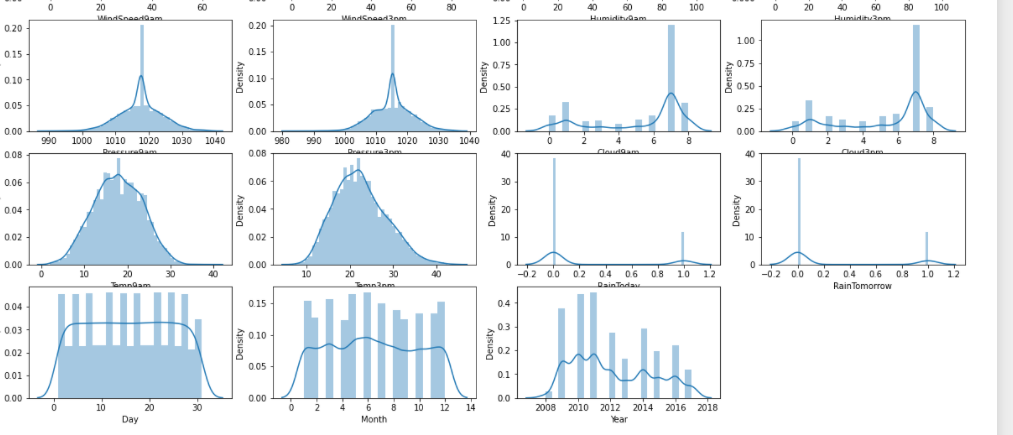 0 20 40 60 0 20 40 60 80 0 20 40 60 80 100 0 20 40 60 80 100
WindSpeed9am WindSpeed3pm Humidity9am Humidity3pm
0.20 0.15 0.10 0.05 0.00
Density 0.20 0.15 0.10 0.05 0.00
Density 1.25 1.00 0.75 0.50 0.25 0.00
Density 1.00 0.75 0.50 0.25 0.00
990 1000 1010 1020 1030 1040 980 990 1000 1010 1020 1030 1040 0 2 4 6 8 0 2 4 6 8
Pressure9am Pressure3pm Cloud9am Cloud3pm
0.08 0.06 0.04 0.02 0.00
Density 0.08 0.06 0.04 0.02 0.00
Density 40 30 20 10 0
Density 40 30 20 10 0
0 10 20 30 40 10 20 30 40 −0.2 0.0 0.2 0.4 0.6 0.8 1.0 1.2 −0.2 0.0 0.2 0.4 0.6 0.8 1.0 1.2
Temp9am Temp3pm RainToday RainTomorrow
0.04 0.03 0.02 0.01 0.00
Density 0.15 0.10 0.05 0.00
Density 0.4 0.3 0.2 0.1 0.0
0 10 20 30 0 2 4 6 8 10 12 14 2008 2010 2012 2014 2016 2018
Day Month Year